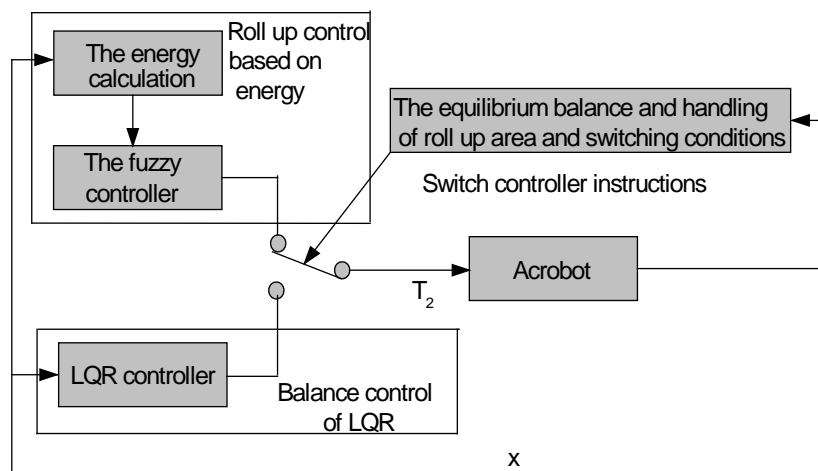 The energy
calculation
Roll up control
based on
energy
The fuzzy
controller
The equilibrium balance and handling
of roll up area and switching conditions
Switch controller instructions
Acrobot
T2
LQR controller
Balance control
of LQR
x